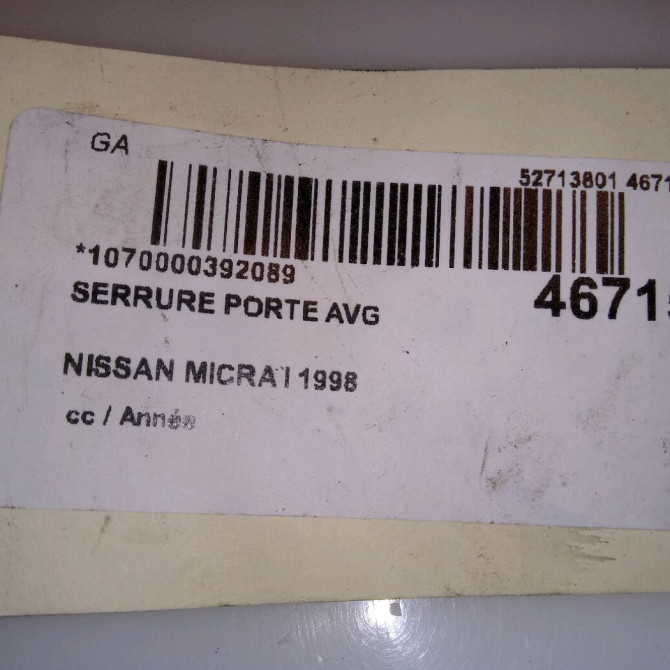 GA
52713801 4671
*1070000392089
SERRURE PORTE AVG
4671
NISSAN MICRA I 1998
cc / Année